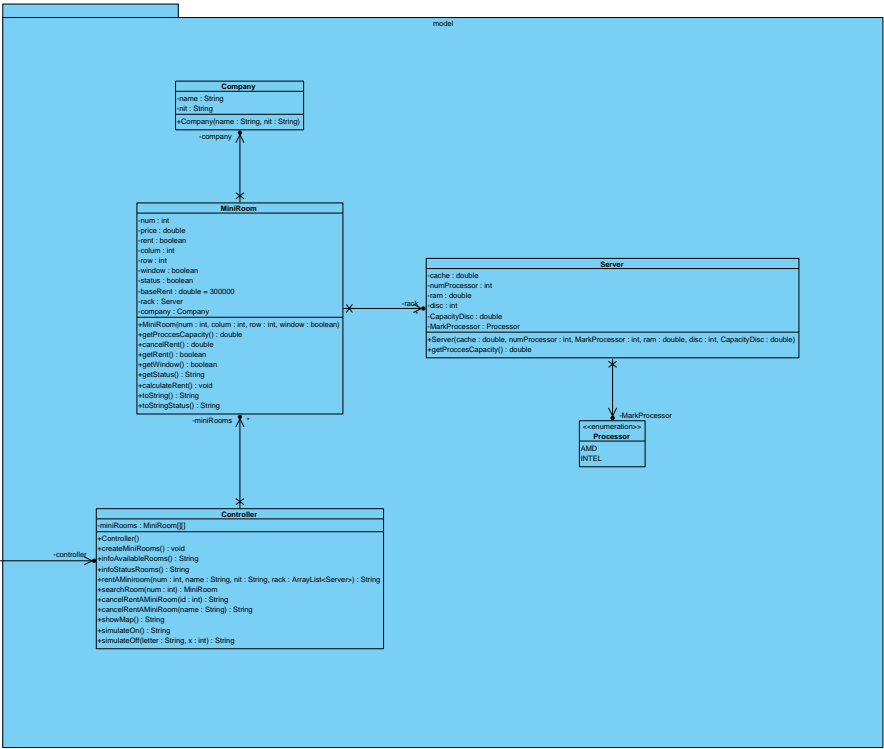 model
Company
-name : String
-nit : String
+Company(name : String, nit : String)
-company
MiniRoom
-num : int
-price : double
-rent : boolean
-colum : int
-row : int
-window : boolean
-status : boolean
-baseRent : double = 300000
-rack : Server
-company : Company
+MiniRoom(num : int, colum : int, row : int, window : boolean)
+getProccesCapacity() : double
+cancelRent() : double
+getRent() : boolean
+getWindow() : boolean
+getStatus() : String
+calculateRent() : void
+toString() : String
+toStringStatus() : String
-rack
Server
-cache : double
-numProcessor : int
-ram : double
-disc : int
-CapacityDisc : double
-MarkProcessor : Processor
+Server(cache : double, numProcessor : int, MarkProcessor : int, ram : double, disc : int, CapacityDisc : double)
+getProccesCapacity() : double
-MarkProcessor
<<enumeration>>
Processor
AMD
INTEL
-miniRooms *
Controller
-miniRooms : MiniRoom[][]
+Controller()
+createMiniRooms() : void
+infoAvailableRooms() : String
+infoStatusRooms() : String
+rentAMiniroom(num : int, name : String, nit : String, rack : ArrayList<Server>) : String
+searchRoom(num : int) : MiniRoom
+cancelRentAMiniRoom(id : int) : String
+cancelRentAMiniRoom(name : String) : String
+showMap() : String
+simulateOn() : String
+simulateOff(letter : String, x : int) : String
-controller